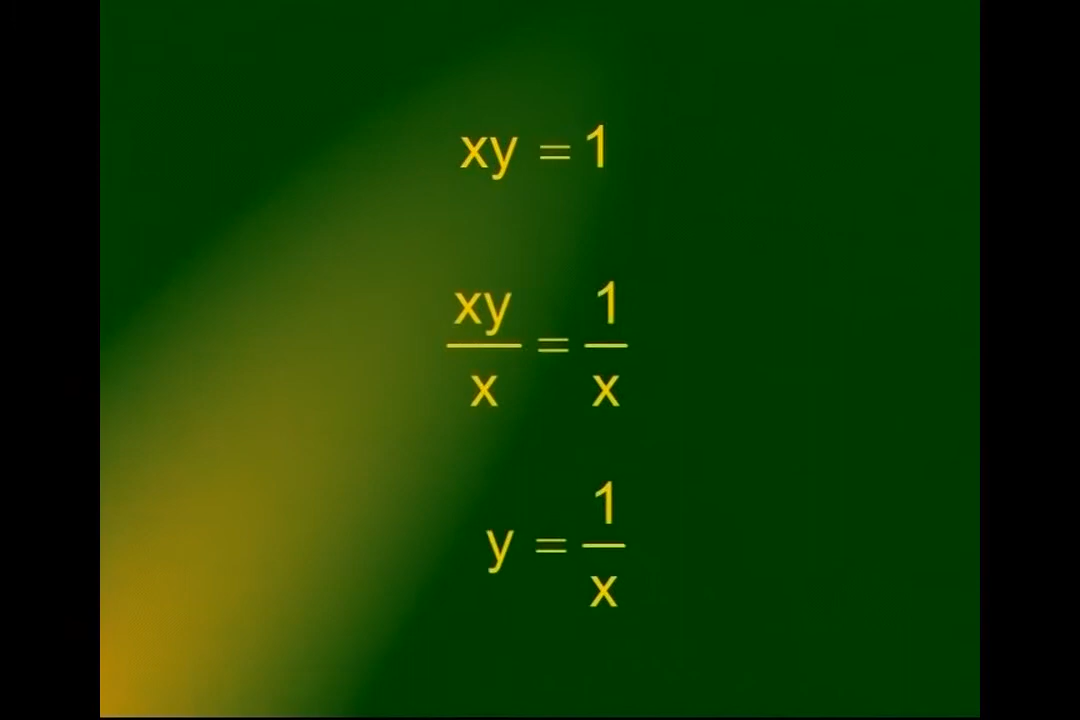 xy = 1
xy/x = 1/x
y = 1/x